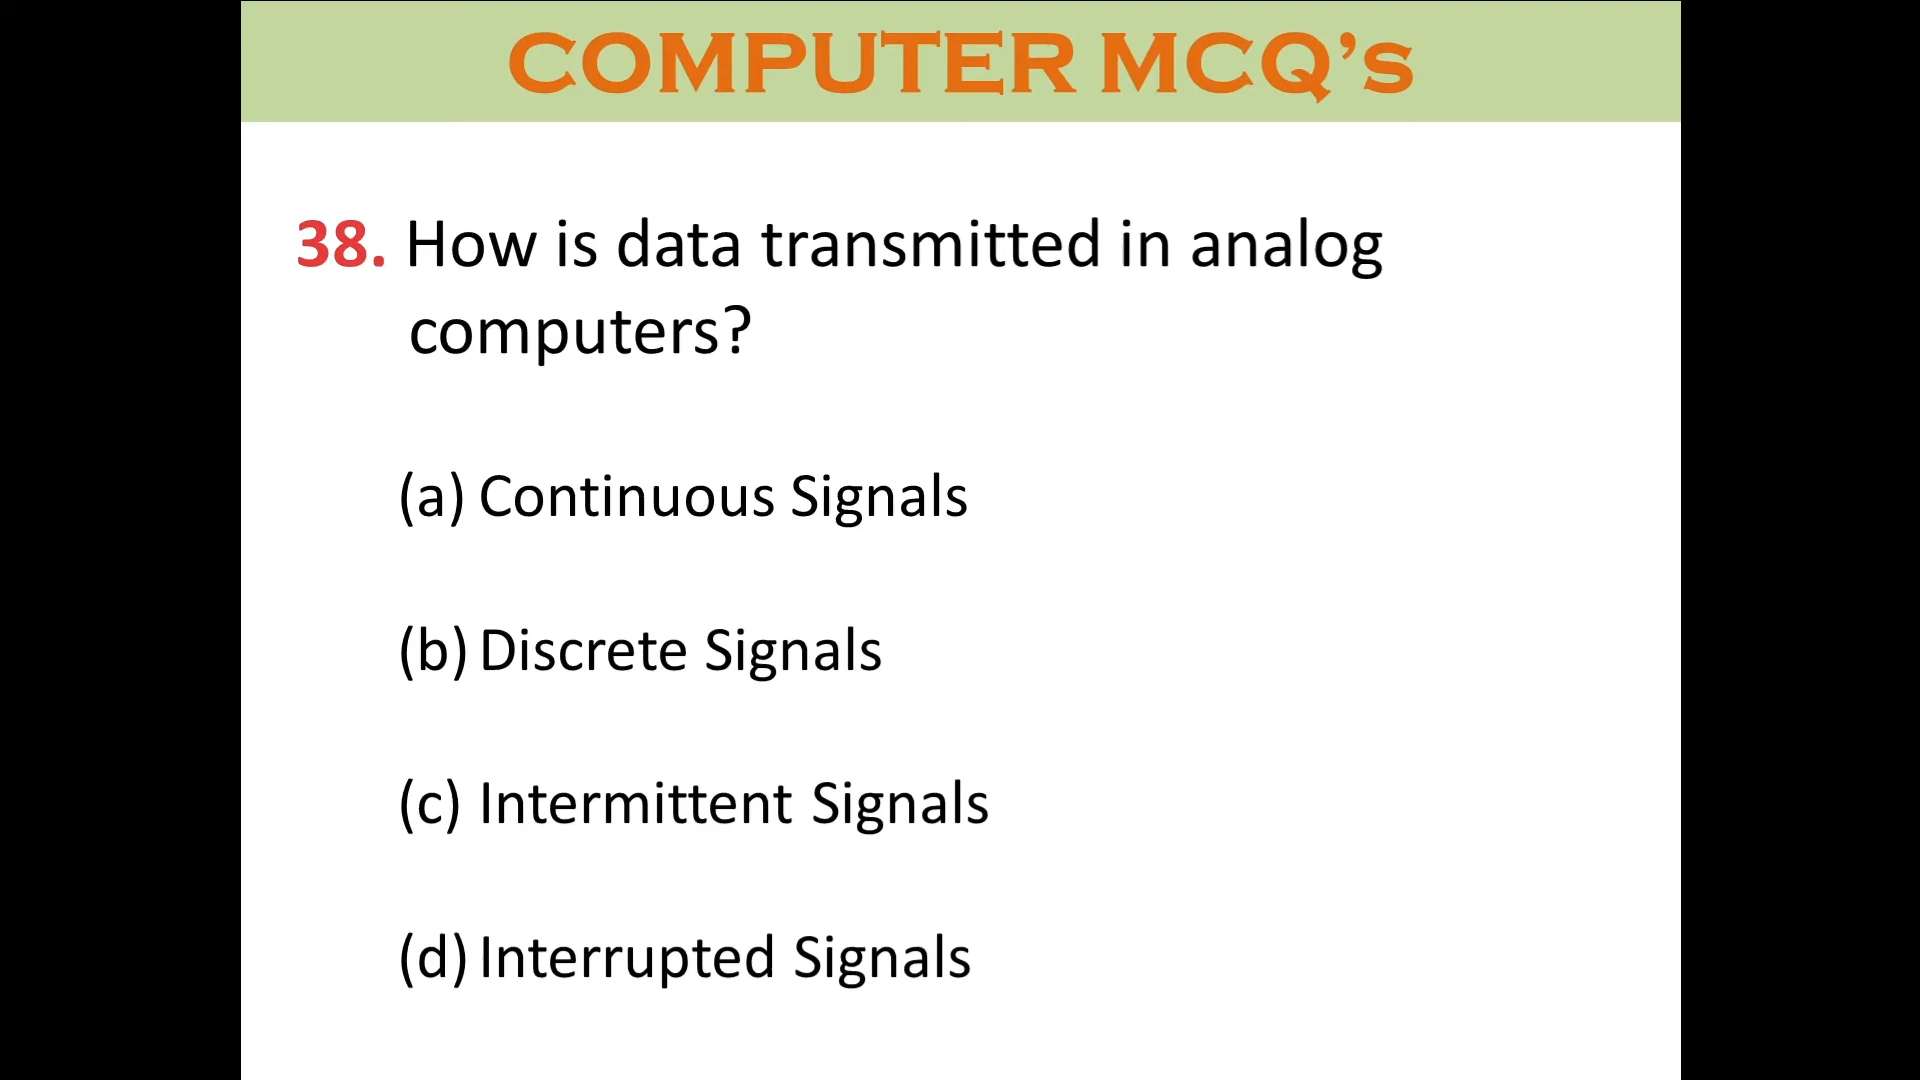 COMPUTER MCQ’s
38. How is data transmitted in analog
computers?
(a) Continuous Signals
(b) Discrete Signals
(c) Intermittent Signals
(d) Interrupted Signals